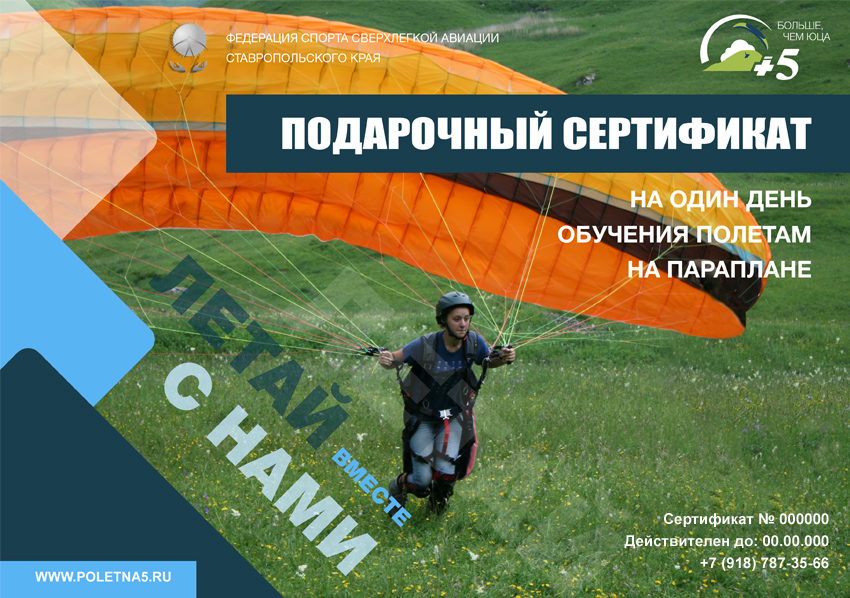 ФЕДЕРАЦИЯ СПОРТА СВЕРХЛЕГКОЙ АВИАЦИИ
СТАВРОПОЛЬСКОГО КРАЯ
БОЛЬШЕ,
ЧЕМ ЮЦА
+5
ПОДАРОЧНЫЙ СЕРТИФИКАТ
НА ОДИН ДЕНЬ
ОБУЧЕНИЯ ПОЛЕТАМ
НА ПАРАПЛАНЕ
ЛЕТАЙ
ВМЕСТЕ
С НАМИ
Сертификат № 000000
Действителен до: 00.00.000
+7 (918) 787-35-66
WWW.POLETNA5.RU